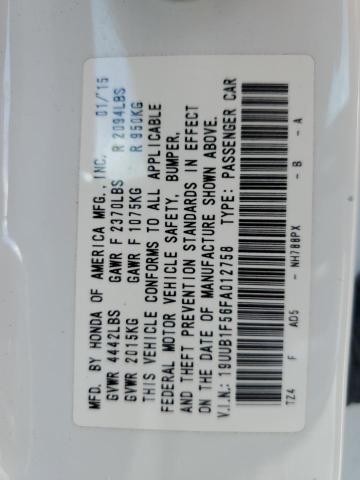 MFD. BY HONDA OF AMERICA MFG., INC. 01/'15
GVWR 4442LBS GAWR F 2370LBS R 2094LBS
GVWR 2015KG GAWR F 1075KG R 950KG
THIS VEHICLE CONFORMS TO ALL APPLICABLE
FEDERAL MOTOR VEHICLE SAFETY, BUMPER,
AND THEFT PREVENTION STANDARDS IN EFFECT
ON THE DATE OF MANUFACTURE SHOWN ABOVE.
V.I.N.: 19UUB1F56FA012758 TYPE: PASSENGER CAR
TZ4 F AD5 - NH788PX - B - A